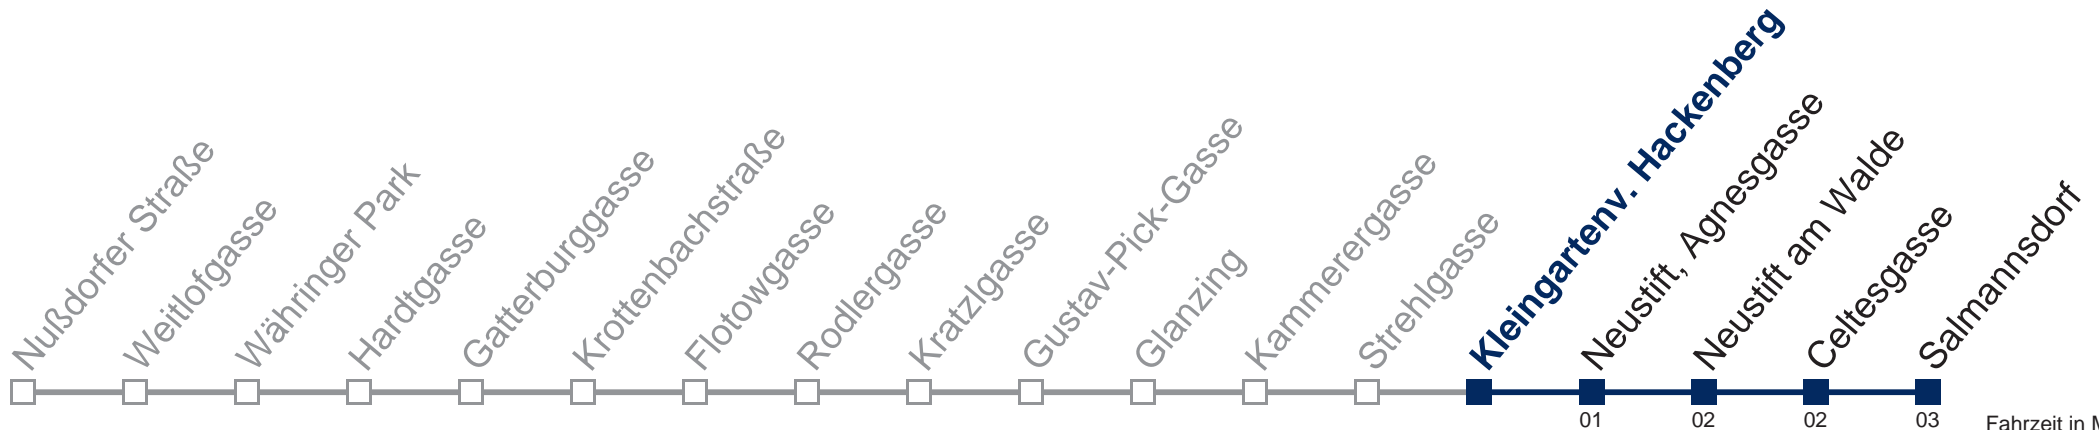 Nußdorfer Straße
Weitlofgasse
Währinger Park
Hardtgasse
Gatterburggasse
Krottenbachstraße
Flotowgasse
Rodlergasse
Kratzlgasse
Gustav-Pick-Gasse
Glanzing
Kammerergasse
Strehlgasse
Kleingartenv. Hackenberg
Neustift, Agnesgasse
Neustift am Walde
Celtesgasse
Salmannsdorf
01 02 02 03
Fahrzeit in M